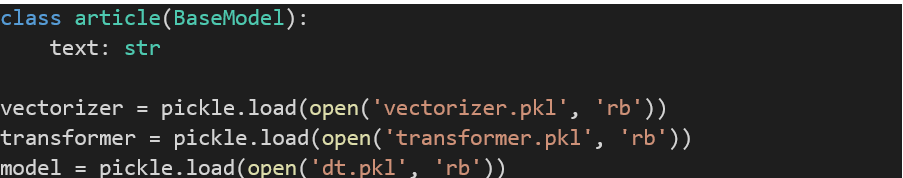 class article(BaseModel):
    text: str
vectorizer = pickle.load(open('vectorizer.pkl', 'rb'))
transformer = pickle.load(open('transformer.pkl', 'rb'))
model = pickle.load(open('dt.pkl', 'rb'))